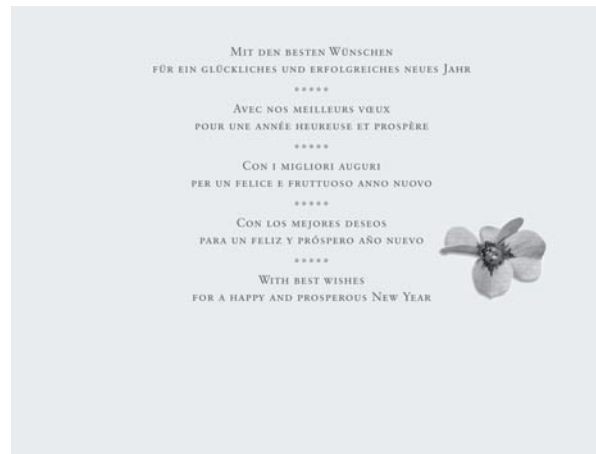 Mit den besten Wünschen
für ein glückliches und erfolgreiches neues Jahr
*****
Avec nos meilleurs vœux
pour une année heureuse et prospère
*****
Con i migliori auguri
per un felice e fruttuoso anno nuovo
*****
Con los mejores deseos
para un feliz y próspero año nuevo
*****
With best wishes
for a happy and prosperous New Year